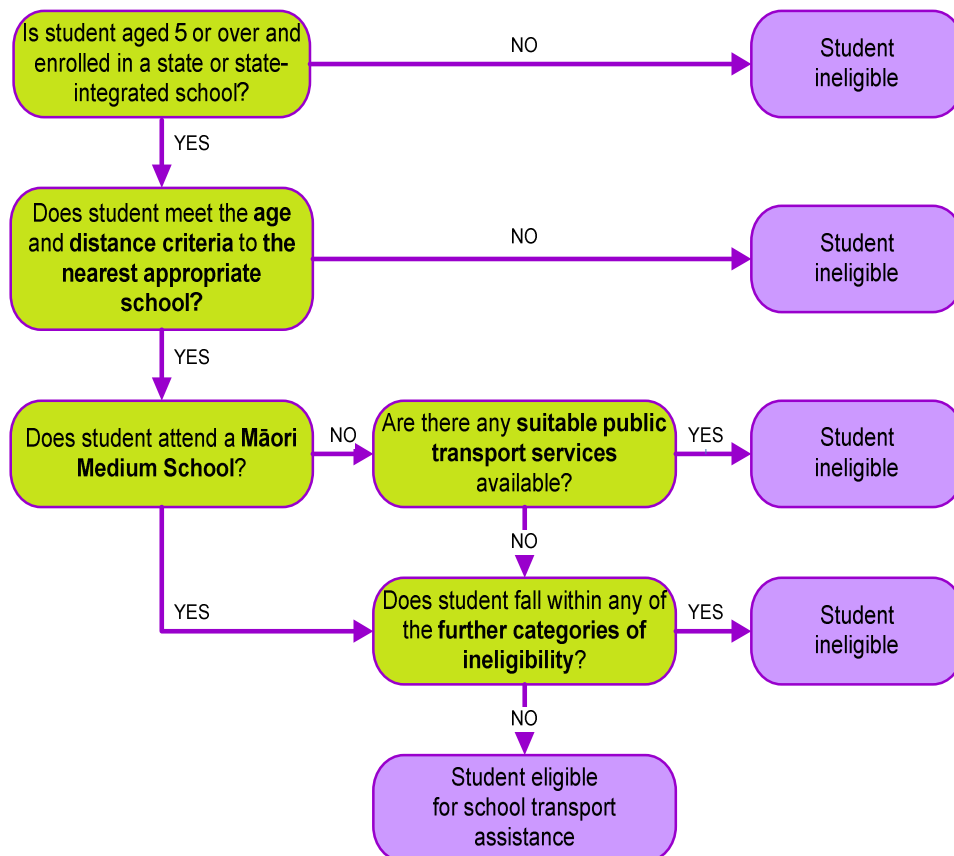 Is student aged 5 or over and
enrolled in a state or state-
integrated school?
NO
Student
ineligible
YES
Does student meet the age
and distance criteria to the
nearest appropriate
school?
NO
Student
ineligible
YES
Does student attend a Māori
Medium School?
NO
Are there any suitable public
transport services
available?
YES
Student
ineligible
NO
YES
Does student fall within any of
the further categories of
ineligibility?
YES
Student
ineligible
NO
Student eligible
for school transport
assistance